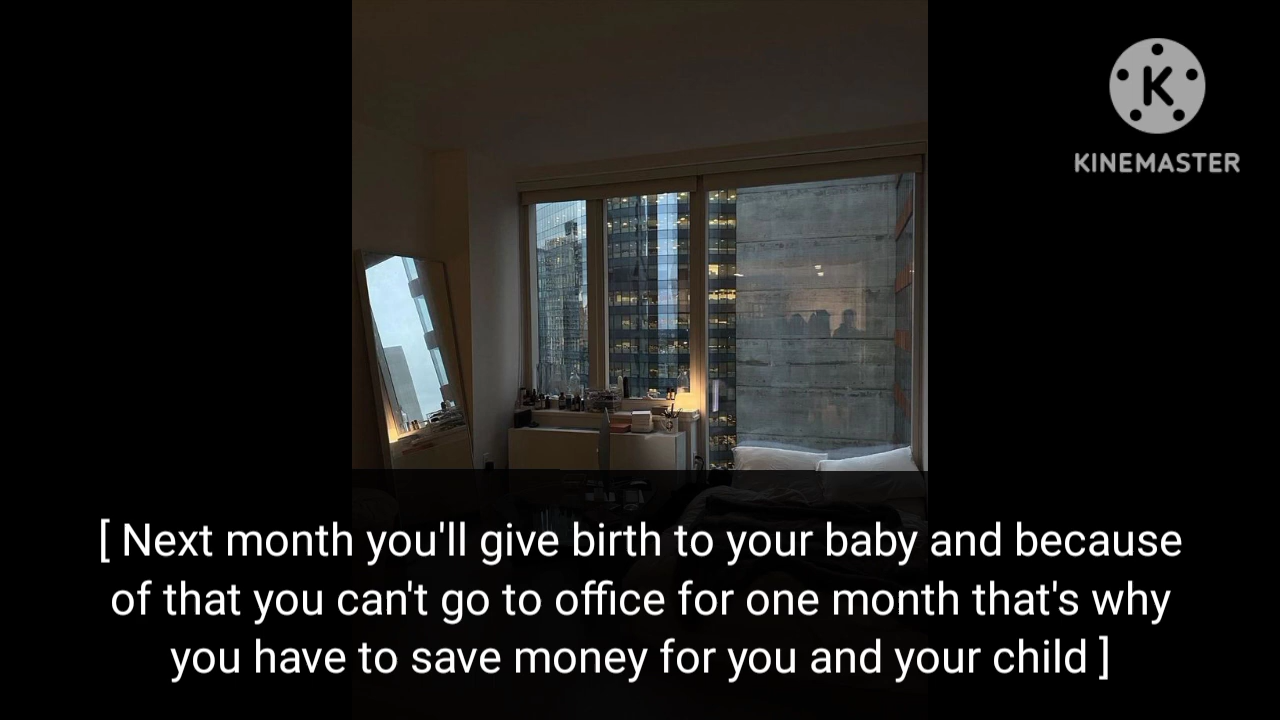 KINEMASTER
[ Next month you'll give birth to your baby and because
of that you can't go to office for one month that's why
you have to save money for you and your child ]